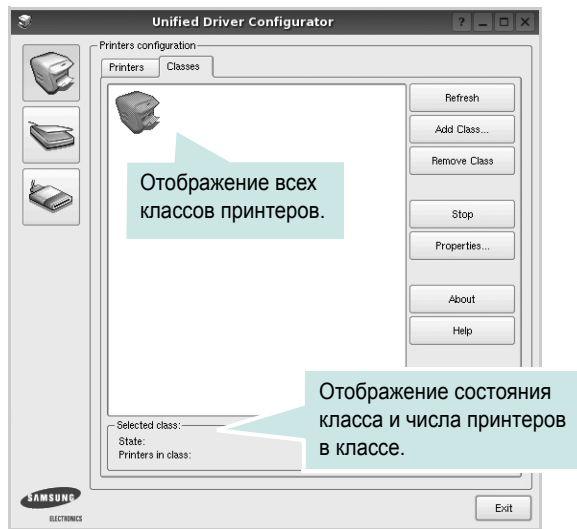 Unified Driver Configurator
Printers configuration
Printers
Classes
Refresh
Add Class...
Remove Class
Stop
Properties...
About
Help
Отображение всех
классов принтеров.
Отображение состояния
класса и числа принтеров
в классе.
Selected class:
State:
Printers in class:
SAMSUNG
ELECTRONICS
Exit